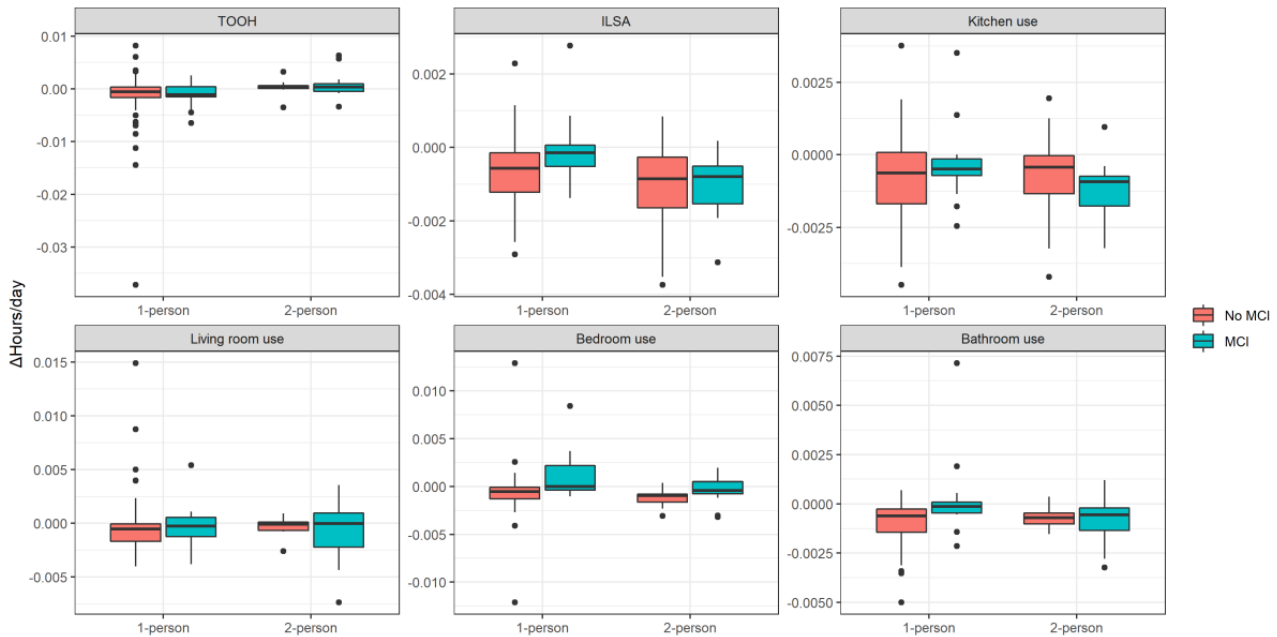 TOOH
ILSA
Kitchen use
0.01
0.00
-0.01
-0.02
-0.03
0.002
0.000
-0.002
-0.004
0.0025
0.0000
-0.0025
1-person
2-person
1-person
2-person
1-person
2-person
ΔHours/day
No MCI
MCI
Living room use
Bedroom use
Bathroom use
0.015
0.010
0.005
0.000
-0.005
0.010
0.005
0.000
-0.005
-0.010
0.0075
0.0050
0.0025
0.0000
-0.0025
-0.0050
1-person
2-person
1-person
2-person
1-person
2-person